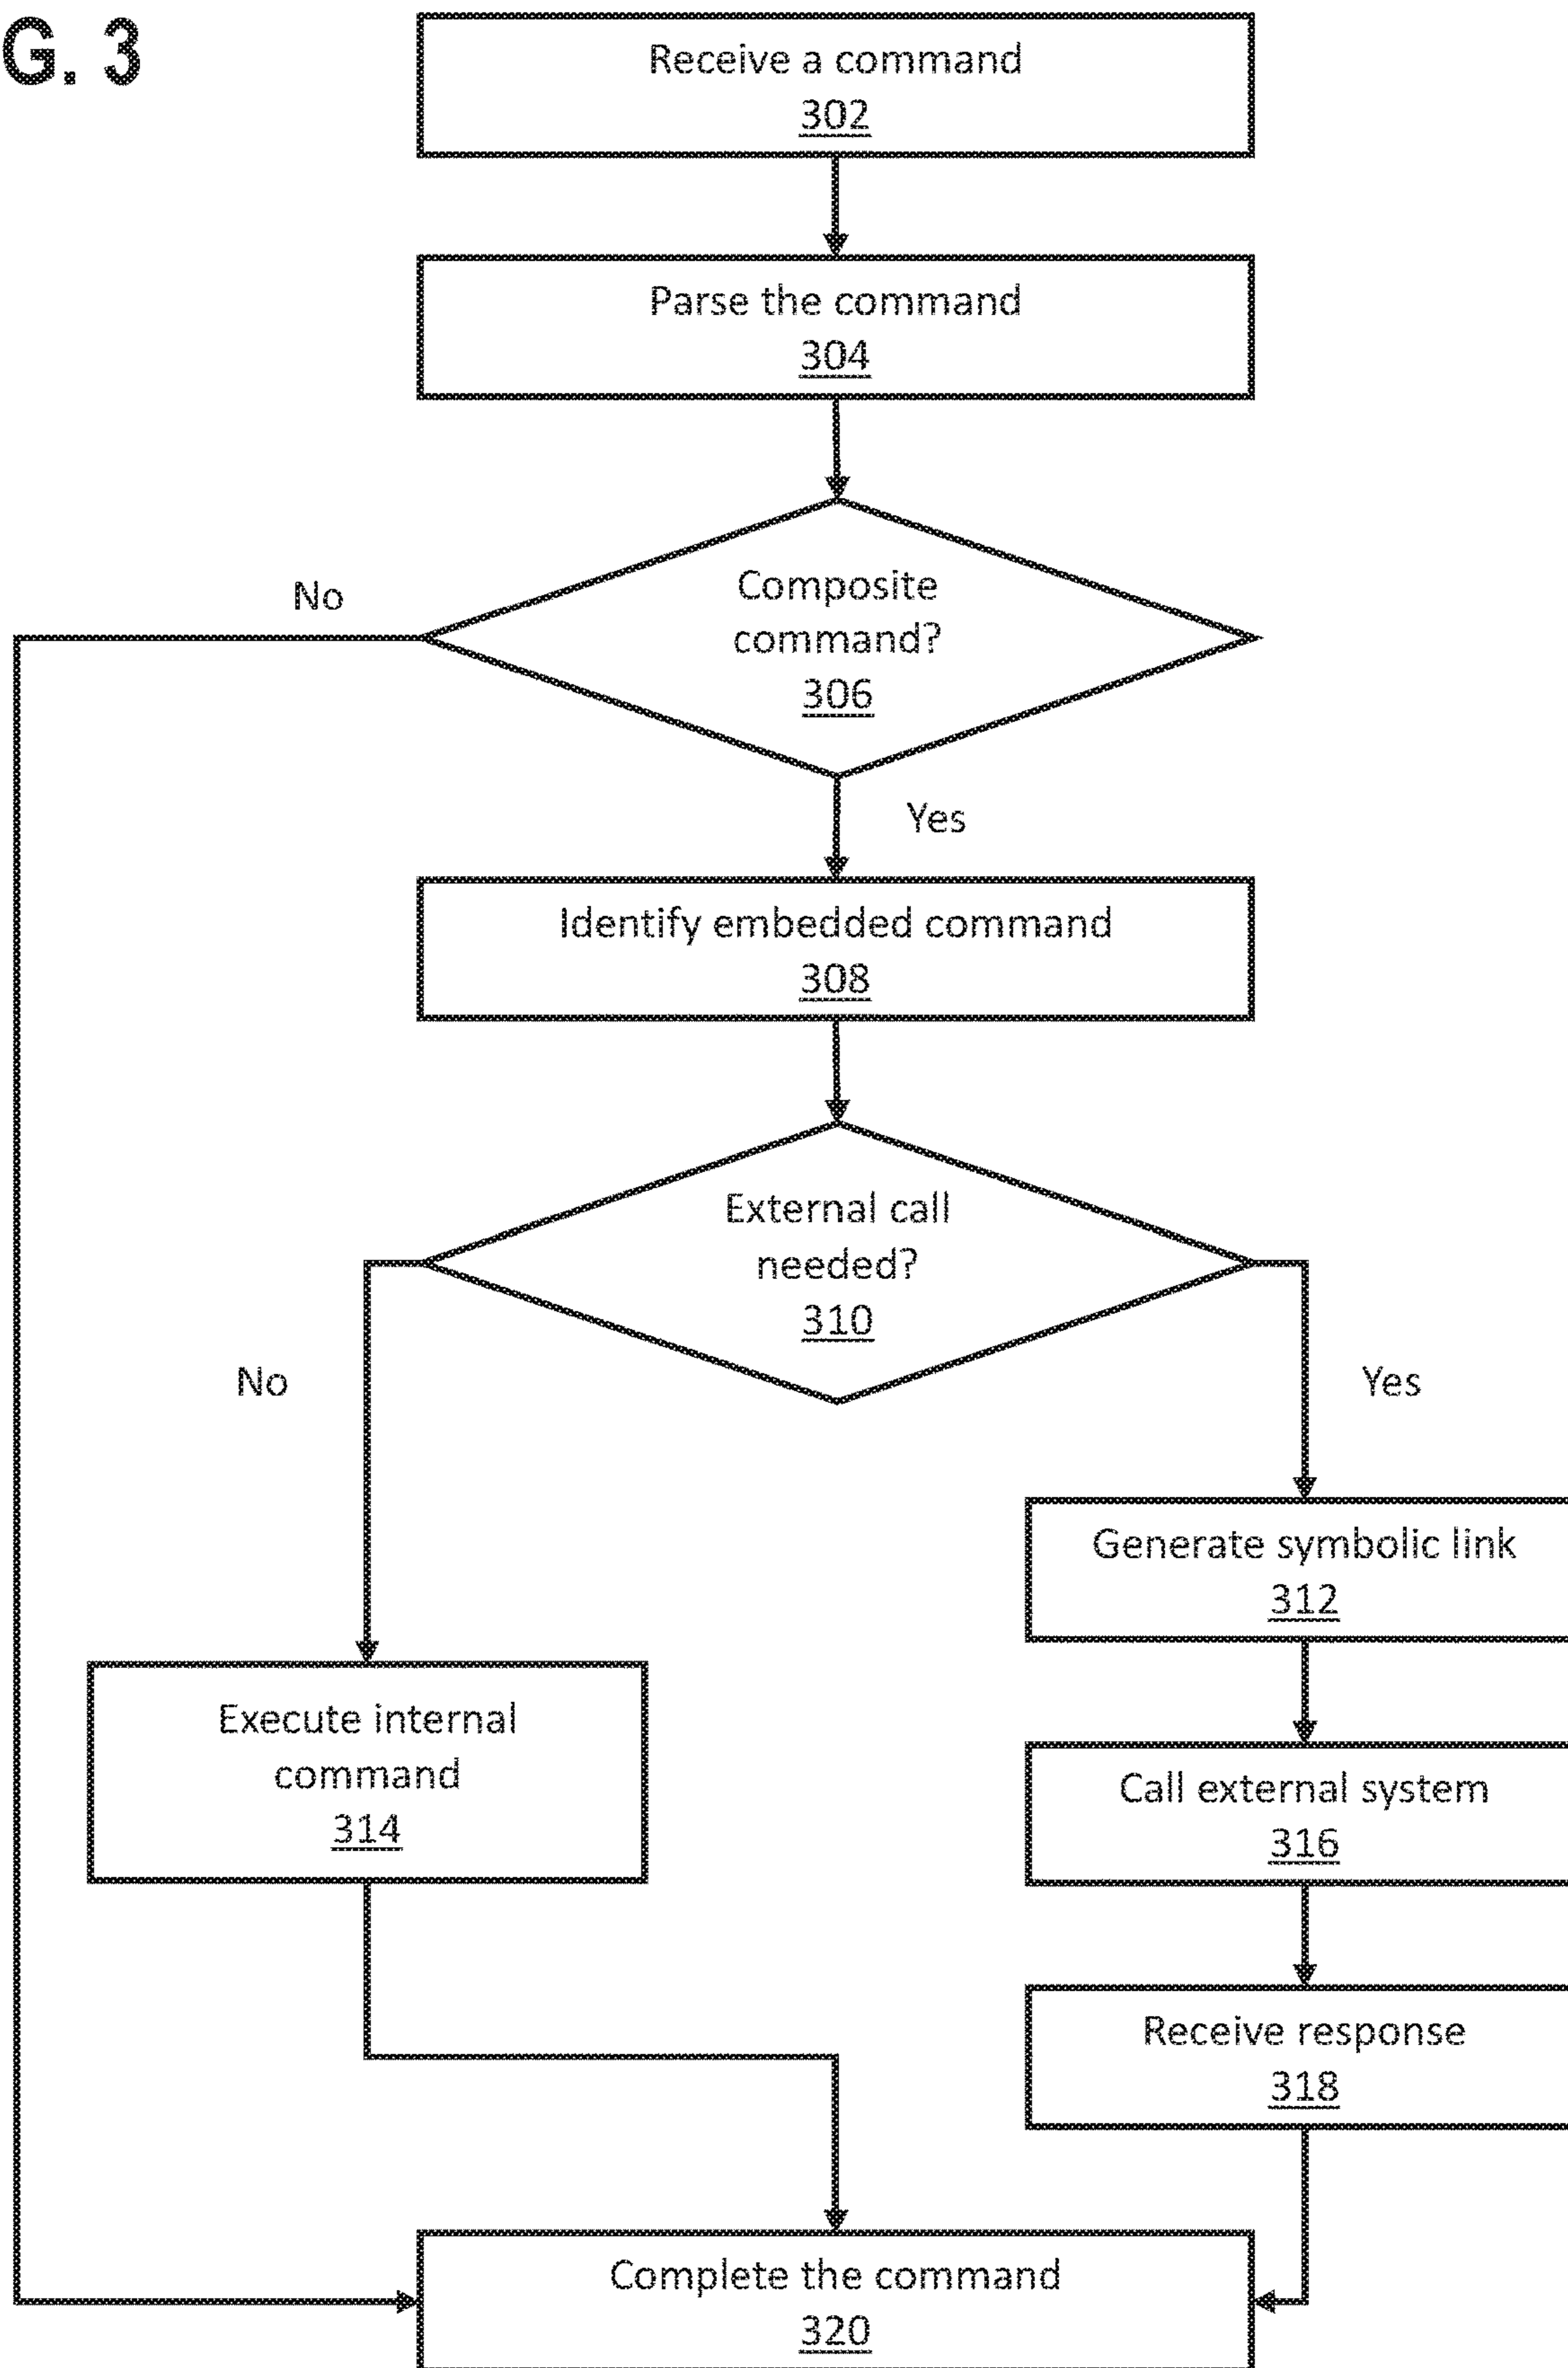 G. 3
Receive a command
302
Parse the command
304
Composite
command?
306
No
Yes
Identify embedded command
308
External call
needed?
310
No
Yes
Generate symbolic link
312
Execute internal
command
314
Call external system
316
Receive response
318
Complete the command
320